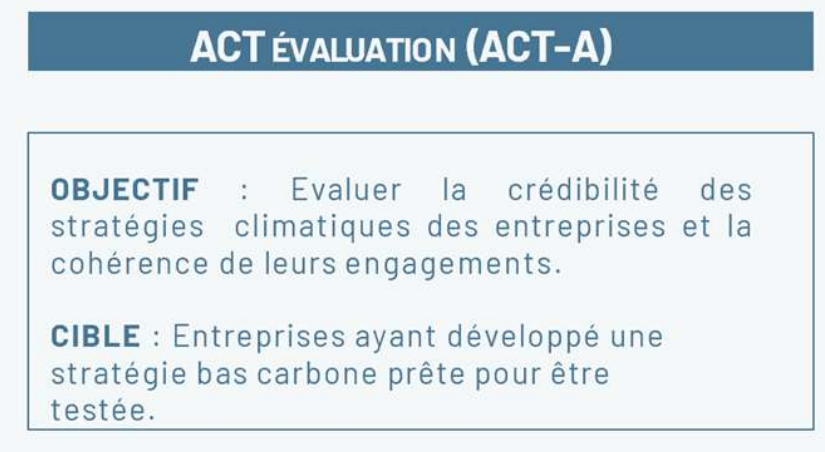 ACT ÉVALUATION (ACT-A)
OBJECTIF : Evaluer la crédibilité des
stratégies climatiques des entreprises et la
cohérence de leurs engagements.
CIBLE : Entreprises ayant développé une
stratégie bas carbone prête pour être
testée.